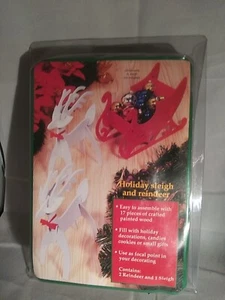 Holiday sleigh
and reindeer
• Easy to assemble with
17 pieces of crafted
painted wood
• Fill with holiday
decorations, candies
cookies or small gifts
• Use as focal point in
your decorating
Contains:
3 Reindeer and 1 Sleigh